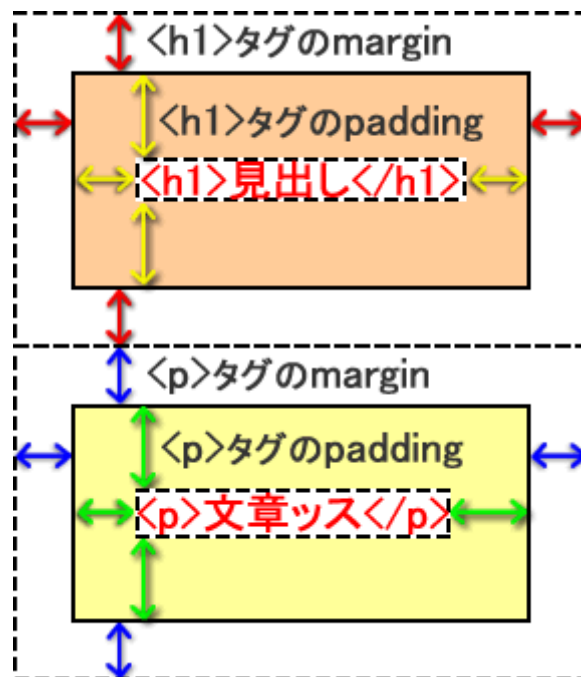 <h1>タグのmargin
<h1>タグのpadding
<h1>見出し</h1>
<p>タグのmargin
<p>タグのpadding
<p>文章ッス</p>